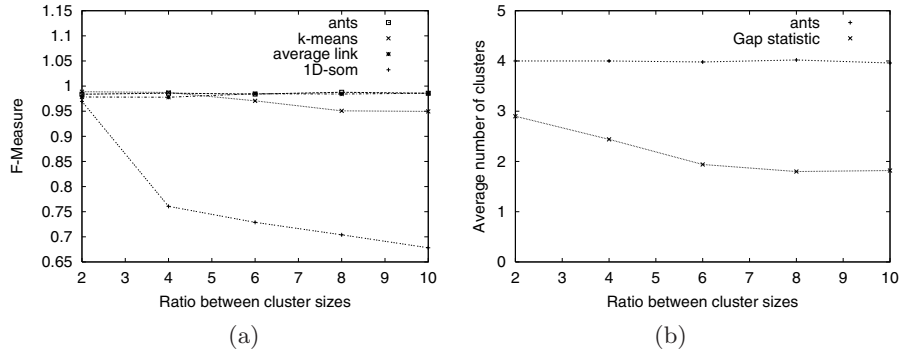 1.15
1.1
1.05
1
0.95
0.9
0.85
0.8
0.75
0.7
0.65
F-Measure
ants
k-means
average link
1D-som
2 3 4 5 6 7 8 9 10
Ratio between cluster sizes
(a)
5
4
3
2
1
0
Average number of clusters
ants
Gap statistic
2 3 4 5 6 7 8 9 10
Ratio between cluster sizes
(b)